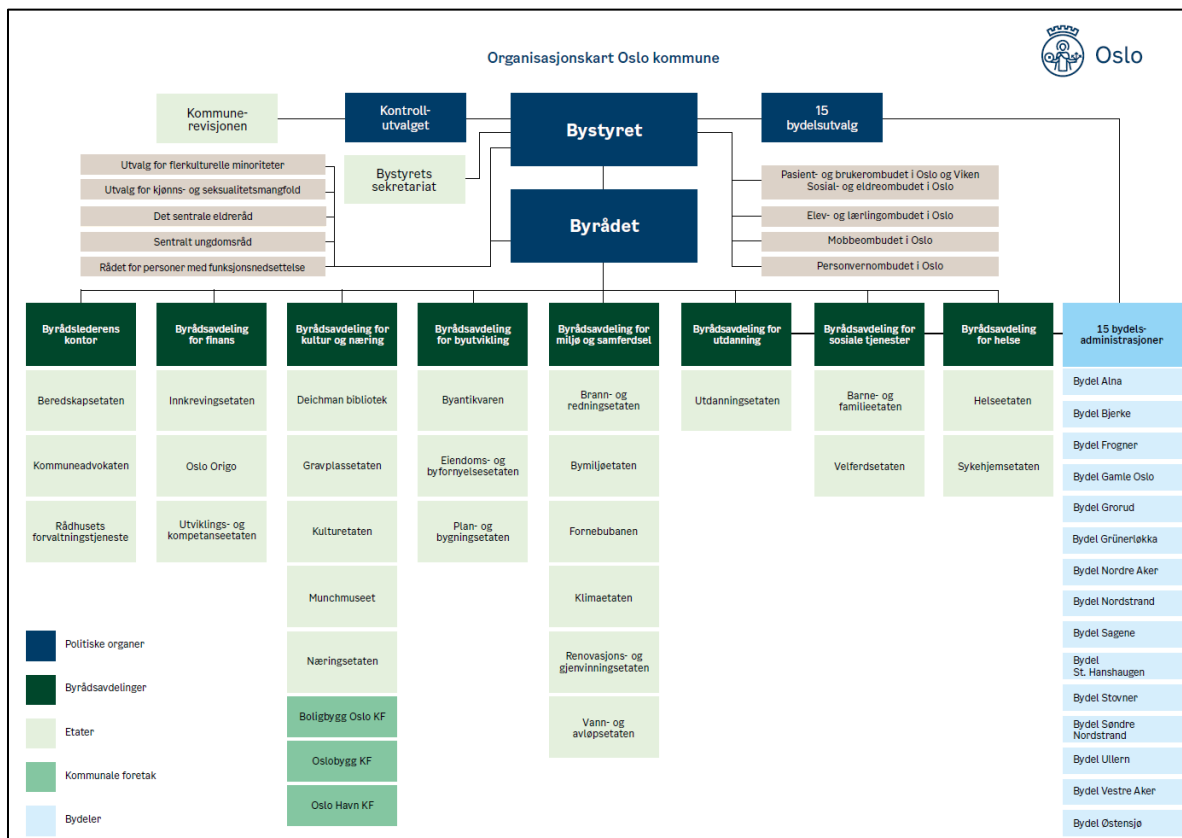 Organisasjonskart Oslo kommune
Oslo
Kommune-
revisjonen
Kontroll-
utvalget
Bystyret
15
bydelsutvalg
Utvalg for flerkulturelle minoriteter
Utvalg for kjønns- og seksualitetsmangfold
Det sentrale eldreråd
Sentralt ungdomsråd
Rådet for personer med funksjonsnedsettelse
Bystyrets
sekretariat
Byrådet
Pasient- og brukerombudet i Oslo og Viken
Sosial- og eldreombudet i Oslo
Elev- og lærlingombudet i Oslo
Mobbeombudet i Oslo
Personvernombudet i Oslo
Byrådslederens
kontor
Beredskapsetaten
Kommuneadvokaten
Rådhusets
forvaltningstjeneste
Byrådsavdeling
for finans
Innkrevingsetaten
Oslo Origo
Utviklings- og
kompetanseetaten
Byrådsavdeling for
kultur og næring
Deichman bibliotek
Gravplassetaten
Kulturetaten
Munchmuseet
Næringsetaten
Boligbygg Oslo KF
Oslobygg KF
Oslo Havn KF
Byrådsavdeling
for byutvikling
Byantikvaren
Eiendoms- og
byfornyelsesetaten
Plan- og
bygningsetaten
Byrådsavdeling for
miljø og samferdsel
Brann- og
redningsetaten
Bymiljøetaten
Fornebubanen
Klimaetaten
Renovasjons- og
gjenvinningsetaten
Vann- og
avløpsetaten
Byrådsavdeling for
utdanning
Utdanningsetaten
Byrådsavdeling for
sosiale tjenester
Barne- og
familieetaten
Velferdsetaten
Byrådsavdeling
for helse
Helseetaten
Sykehjemsetaten
15 bydels-
administrasjoner
Bydel Alna
Bydel Bjerke
Bydel Frogner
Bydel Gamle Oslo
Bydel Grorud
Bydel Grünerløkka
Bydel Nordre Aker
Bydel Nordstrand
Bydel Sagene
Bydel
St. Hanshaugen
Bydel Stovner
Bydel Søndre
Nordstrand
Bydel Ullern
Bydel Vestre Aker
Bydel Østensjø
Politiske organer
Byrådsavdelinger
Etater
Kommunale foretak
Bydeler